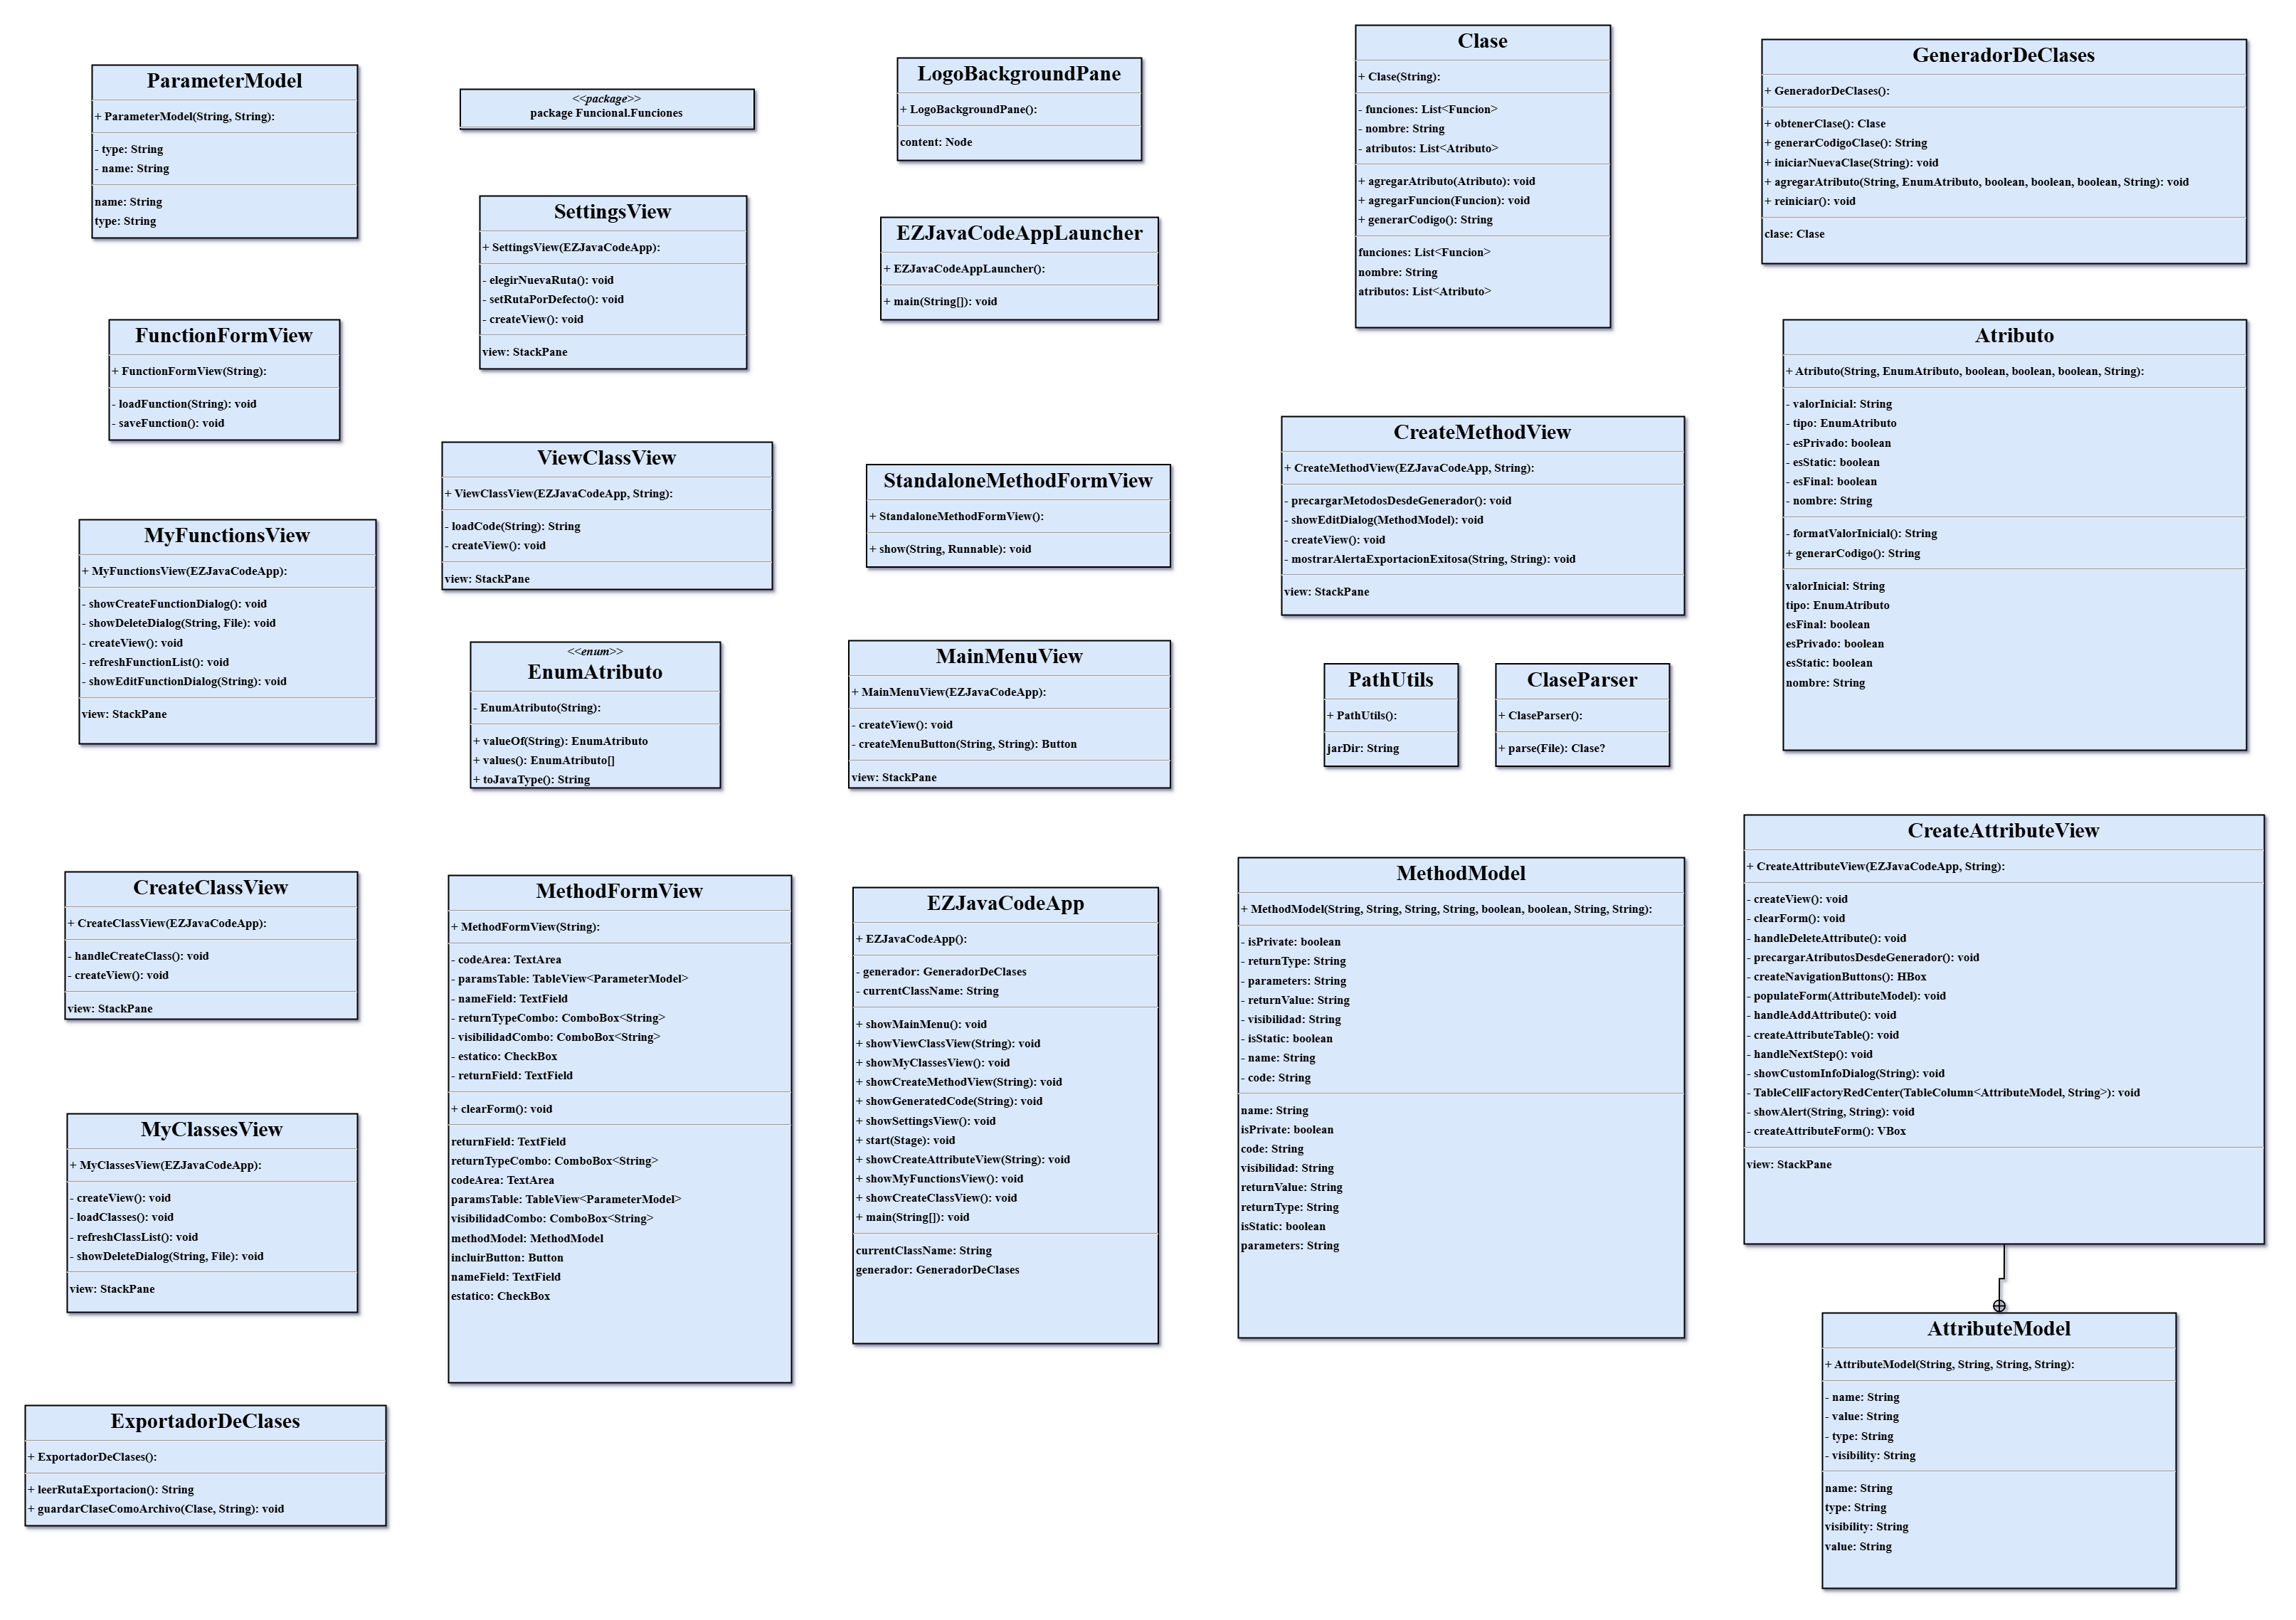 ParameterModel
+ ParameterModel(String, String):
- type: String
- name: String
name: String
type: String
FunctionFormView
+ FunctionFormView(String):
- loadFunction(String): void
- saveFunction(): void
MyFunctionsView
+ MyFunctionsView(EZJavaCodeApp):
- showCreateFunctionDialog(): void
- showDeleteDialog(String, File): void
- createView(): void
- refreshFunctionList(): void
- showEditFunctionDialog(String): void
view: StackPane
CreateClassView
+ CreateClassView(EZJavaCodeApp):
- handleCreateClass(): void
- createView(): void
view: StackPane
MyClassesView
+ MyClassesView(EZJavaCodeApp):
- createView(): void
- loadClasses(): void
- refreshClassList(): void
- showDeleteDialog(String, File): void
view: StackPane
ExportadorDeClases
+ ExportadorDeClases():
+ leerRutaExportacion(): String
+ guardarClaseComoArchivo(Clase, String): void
<<package>>
package Funcional.Funciones
SettingsView
+ SettingsView(EZJavaCodeApp):
- elegirNuevaRuta(): void
- setRutaPorDefecto(): void
- createView(): void
view: StackPane
ViewClassView
+ ViewClassView(EZJavaCodeApp, String):
- loadCode(String): String
- createView(): void
view: StackPane
<<enum>>
EnumAtributo
- EnumAtributo(String):
+ valueOf(String): EnumAtributo
+ values(): EnumAtributo[]
+ toJavaType(): String
MethodFormView
+ MethodFormView(String):
- codeArea: TextArea
- paramsTable: TableView<ParameterModel>
- nameField: TextField
- returnTypeCombo: ComboBox<String>
- visibilidadCombo: ComboBox<String>
- estatico: CheckBox
- returnField: TextField
+ clearForm(): void
returnField: TextField
returnTypeCombo: ComboBox<String>
codeArea: TextArea
paramsTable: TableView<ParameterModel>
visibilidadCombo: ComboBox<String>
methodModel: MethodModel
incluirButton: Button
nameField: TextField
estatico: CheckBox
LogoBackgroundPane
+ LogoBackgroundPane():
content: Node
EZJavaCodeAppLauncher
+ EZJavaCodeAppLauncher():
+ main(String[]): void
StandaloneMethodFormView
+ StandaloneMethodFormView():
+ show(String, Runnable): void
MainMenuView
+ MainMenuView(EZJavaCodeApp):
- createView(): void
- createMenuButton(String, String): Button
view: StackPane
EZJavaCodeApp
+ EZJavaCodeApp():
- generador: GeneradorDeClases
- currentClassName: String
+ showMainMenu(): void
+ showViewClassView(String): void
+ showMyClassesView(): void
+ showCreateMethodView(String): void
+ showGeneratedCode(String): void
+ showSettingsView(): void
+ start(Stage): void
+ showCreateAttributeView(String): void
+ showMyFunctionsView(): void
+ showCreateClassView(): void
+ main(String[]): void
currentClassName: String
generador: GeneradorDeClases
Clase
+ Clase(String):
- funciones: List<Funcion>
- nombre: String
- atributos: List<Atributo>
+ agregarAtributo(Atributo): void
+ agregarFuncion(Funcion): void
+ generarCodigo(): String
funciones: List<Funcion>
nombre: String
atributos: List<Atributo>
CreateMethodView
+ CreateMethodView(EZJavaCodeApp, String):
- precargarMetodosDesdeGenerador(): void
- showEditDialog(MethodModel): void
- createView(): void
- mostrarAlertaExportacionExitosa(String, String): void
view: StackPane
PathUtils
+ PathUtils():
jarDir: String
ClaseParser
+ ClaseParser():
+ parse(File): Clase?
MethodModel
+ MethodModel(String, String, String, String, boolean, boolean, String, String):
- isPrivate: boolean
- returnType: String
- parameters: String
- returnValue: String
- visibilidad: String
- isStatic: boolean
- name: String
- code: String
name: String
isPrivate: boolean
code: String
visibilidad: String
returnValue: String
returnType: String
isStatic: boolean
parameters: String
GeneradorDeClases
+ GeneradorDeClases():
+ obtenerClase(): Clase
+ generarCodigoClase(): String
+ iniciarNuevaClase(String): void
+ agregarAtributo(String, EnumAtributo, boolean, boolean, boolean, String): void
+ reiniciar(): void
clase: Clase
Atributo
+ Atributo(String, EnumAtributo, boolean, boolean, boolean, String):
- valorInicial: String
- tipo: EnumAtributo
- esPrivado: boolean
- esStatic: boolean
- esFinal: boolean
- nombre: String
- formatValorInicial(): String
+ generarCodigo(): String
valorInicial: String
tipo: EnumAtributo
esFinal: boolean
esPrivado: boolean
esStatic: boolean
nombre: String
CreateAttributeView
+ CreateAttributeView(EZJavaCodeApp, String):
- createView(): void
- clearForm(): void
- handleDeleteAttribute(): void
- precargarAtributosDesdeGenerador(): void
- createNavigationButtons(): HBox
- populateForm(AttributeModel): void
- handleAddAttribute(): void
- createAttributeTable(): void
- handleNextStep(): void
- showCustomInfoDialog(String): void
- TableCellFactoryRedCenter(TableColumn<AttributeModel, String>): void
- showAlert(String, String): void
- createAttributeForm(): VBox
view: StackPane
AttributeModel
+ AttributeModel(String, String, String, String):
- name: String
- value: String
- type: String
- visibility: String
name: String
type: String
visibility: String
value: String